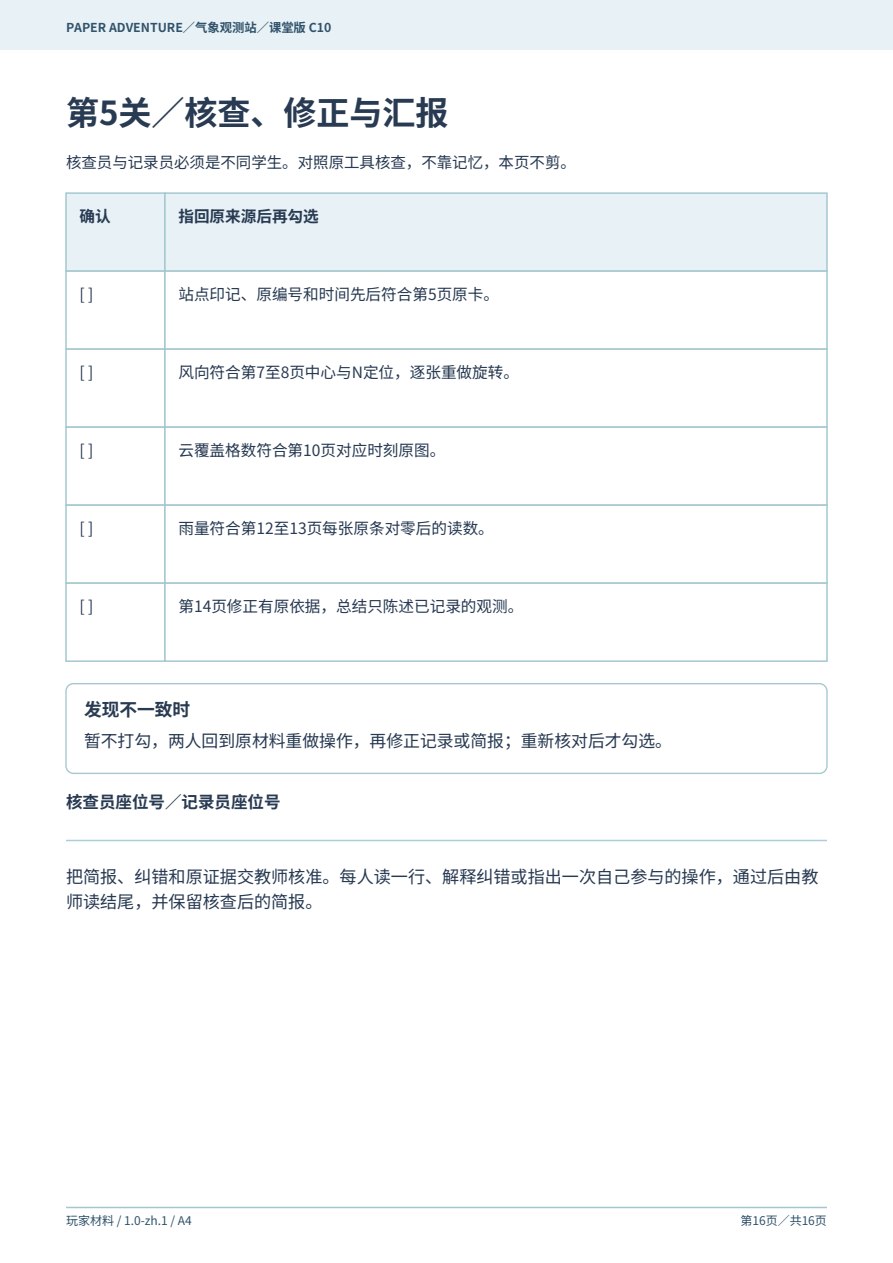 PAPER ADVENTURE／气象观测站／课堂版 C10
第5关／核查、修正与汇报
核查员与记录员必须是不同学生。对照原工具核查，不靠记忆，本页不剪。
确认 指回原来源后再勾选
[ ] 站点印记、原编号和时间先后符合第5页原卡。
[ ] 风向符合第7至8页中心与N定位，逐张重做旋转。
[ ] 云覆盖格数符合第10页对应时刻原图。
[ ] 雨量符合第12至13页每张原条对零后的读数。
[ ] 第14页修正有原依据，总结只陈述已记录的观测。
发现不一致时
暂不打勾，两人回到原材料重做操作，再修正记录或简报；重新核对后才勾选。
核查员座位号／记录员座位号
把简报、纠错和原证据交教师核准。每人读一行、解释纠错或指出一次自己参与的操作，通过后由教
师读结尾，并保留核查后的简报。
玩家材料 / 1.0-zh.1 / A4 第16页／共16页